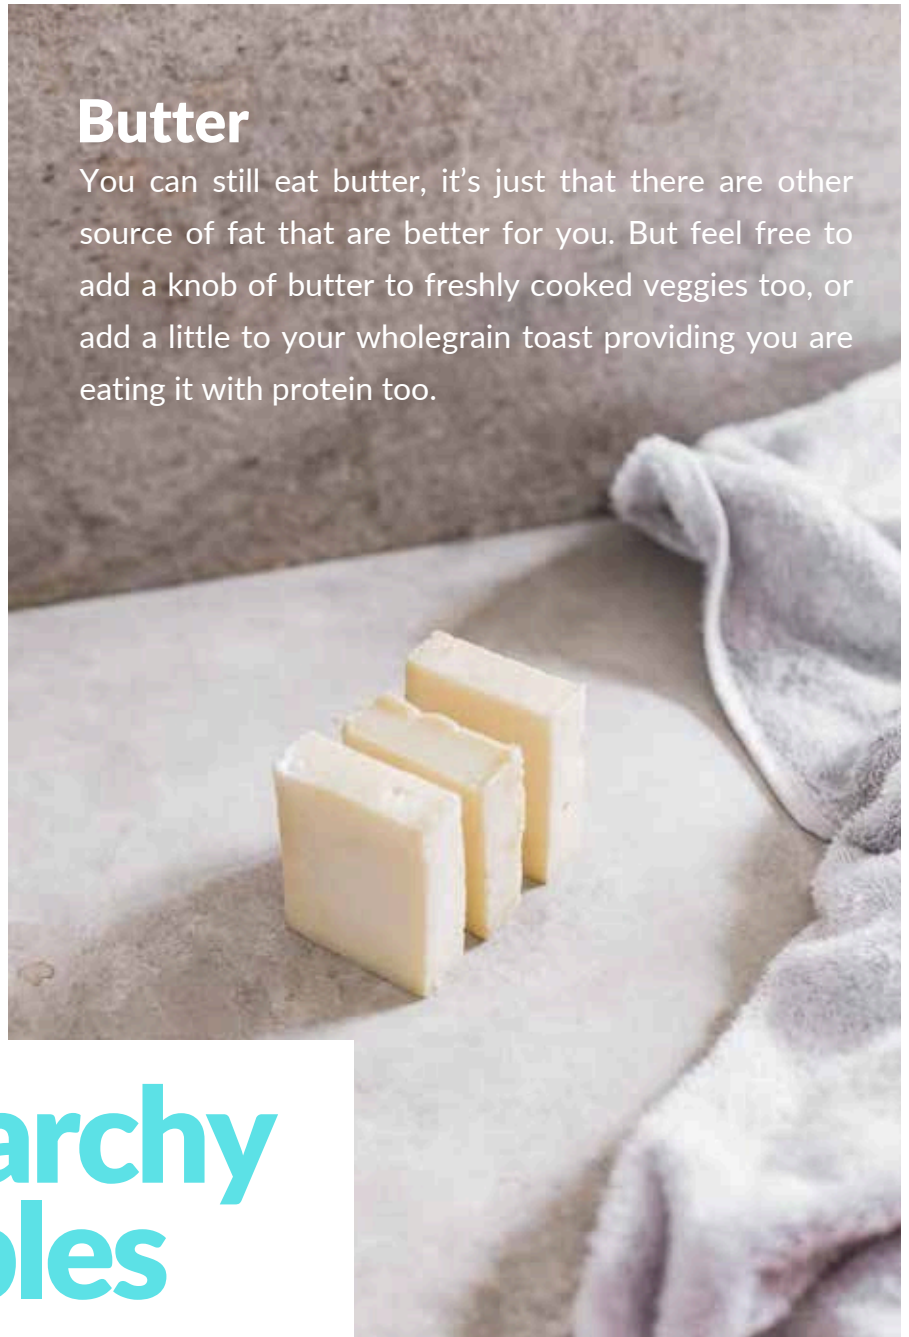 Butter
You can still eat butter, it’s just that there are other
source of fat that are better for you. But feel free to
add a knob of butter to freshly cooked veggies too, or
add a little to your wholegrain toast providing you are
eating it with protein too.
archy
bles